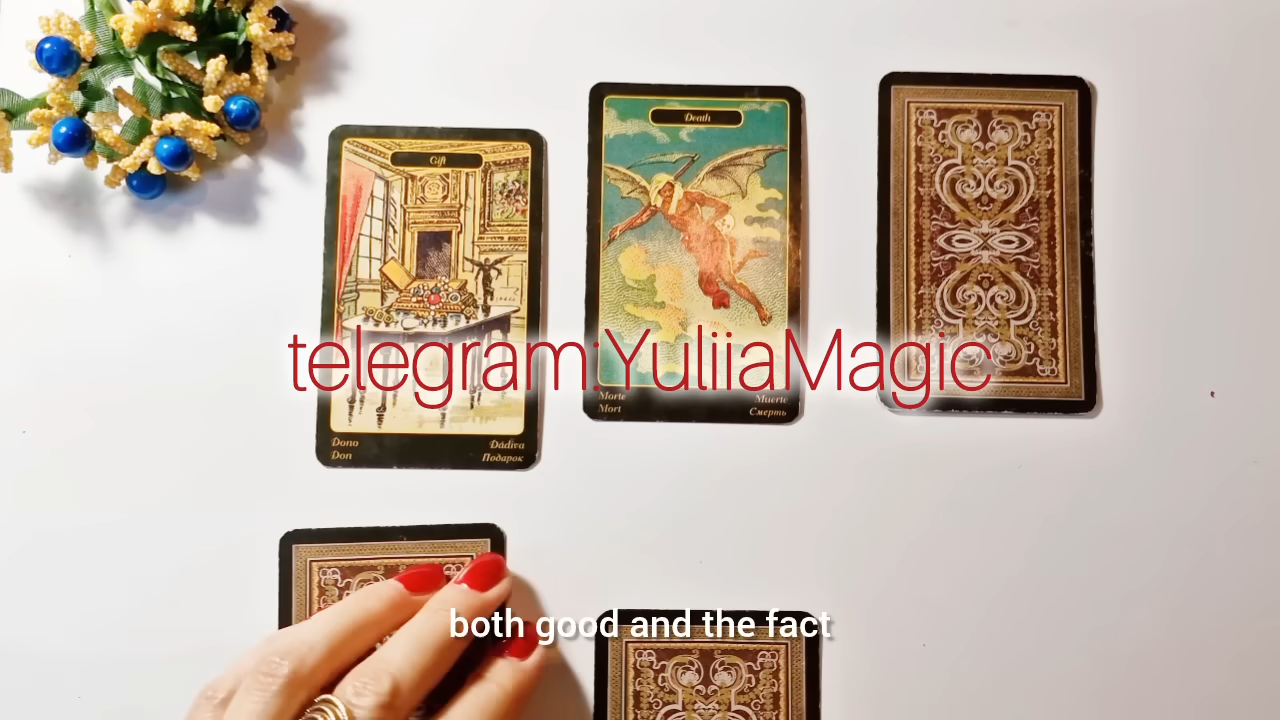 Death
Gift
telegram:YuliiaMagic
Morte
Muerte
Mort
Смерть
Dono
Dádiva
Don
Подарок
both good and the fact